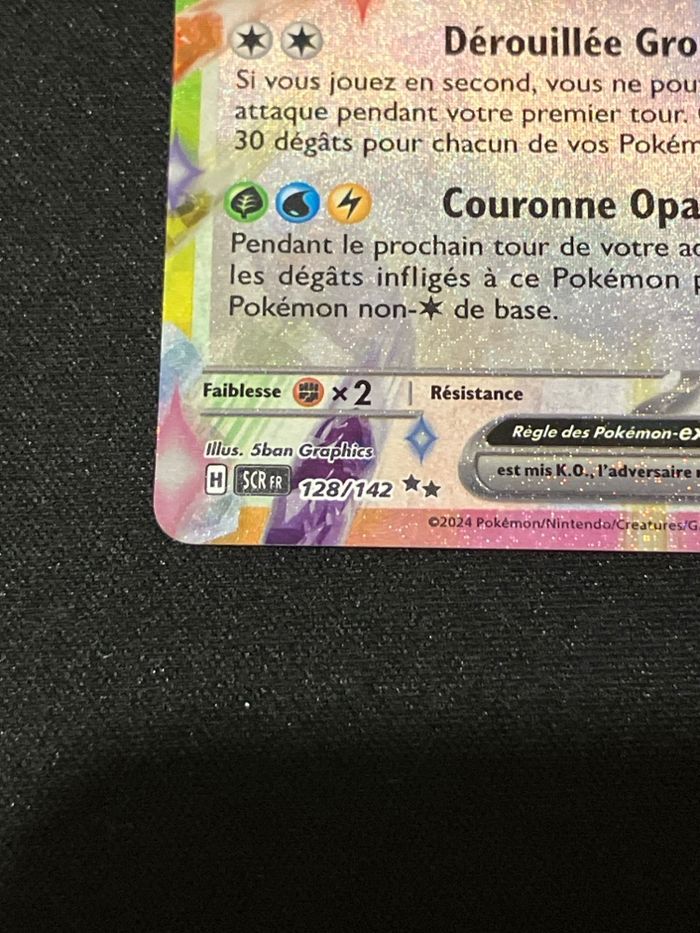 Dérouillée Gro
Si vous jouez en second, vous ne pou
attaque pendant votre premier tour.
30 dégâts pour chacun de vos Pokém
Couronne Opa
Pendant le prochain tour de votre ad
les dégâts infligés à ce Pokémon p
Pokémon non- de base.
Faiblesse ×2 | Résistance
Règle des Pokémon-ex
Illus. 5ban Graphics
est mis K.O., l'adversaire
H SCR FR 128/142 ★★
©2024 Pokémon/Nintendo/Creatures/G